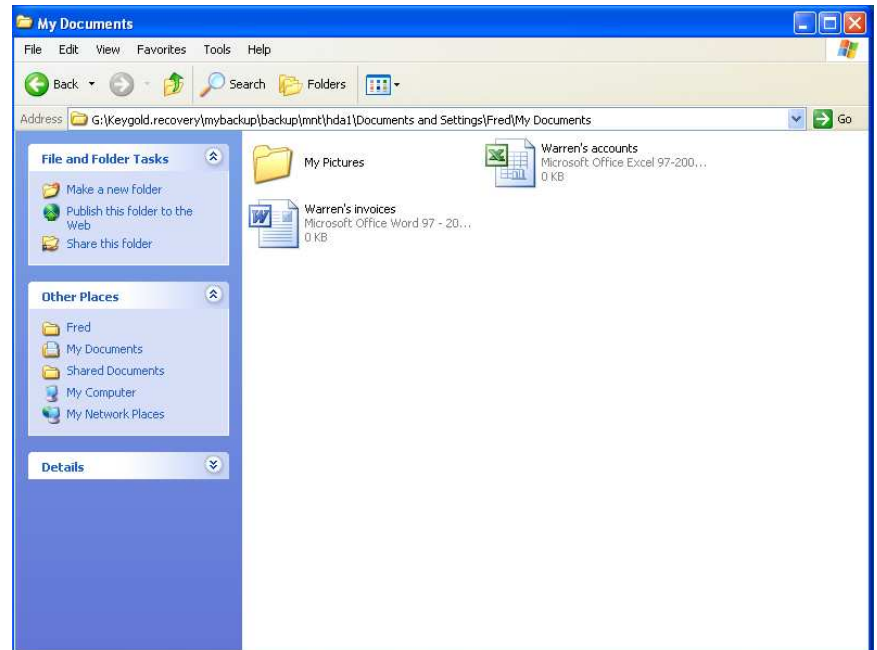 My Documents
File Edit View Favorites Tools Help
Back Search Folders
Address G:\Keygold.recovery\mybackup\backup\mnt\hda1\Documents and Settings\Fred\My Documents Go
File and Folder Tasks
Make a new folder
Publish this folder to the
Web
Share this folder
Other Places
Fred
My Documents
Shared Documents
My Computer
My Network Places
Details
My Pictures
Warren's accounts
Microsoft Office Excel 97-200...
0 KB
Warren's invoices
Microsoft Office Word 97 - 20...
0 KB